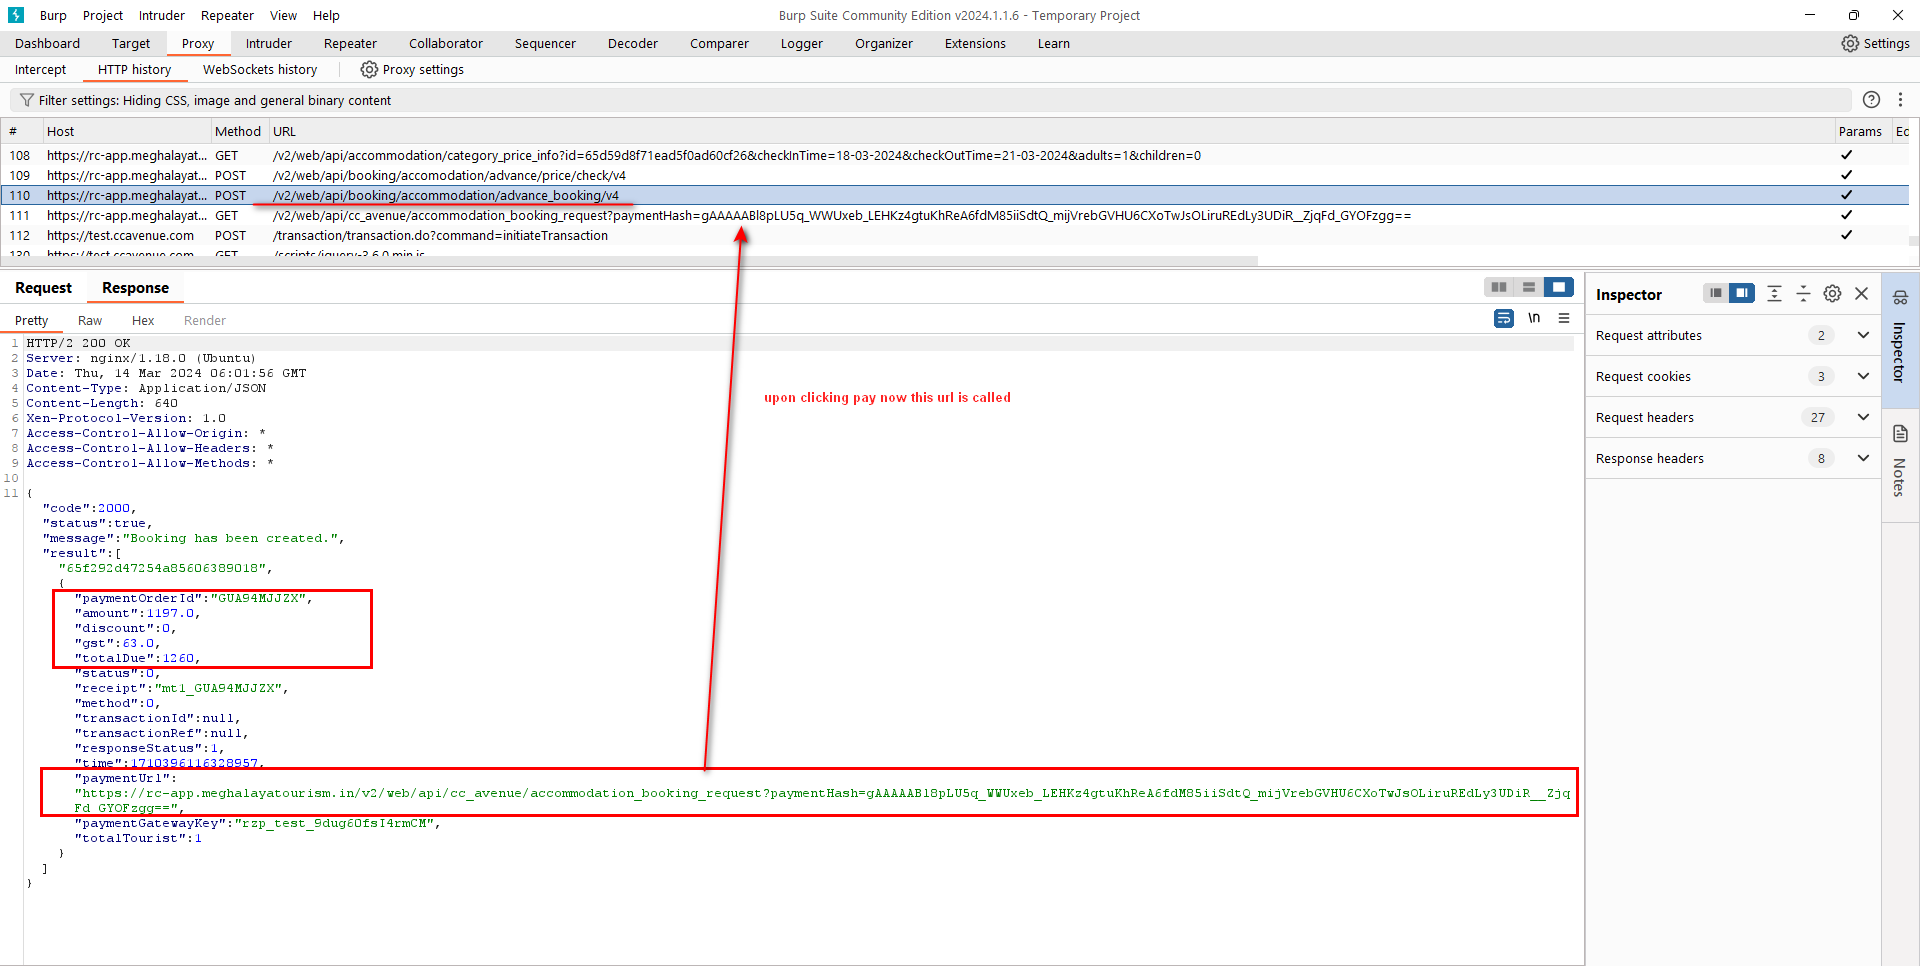 Burp Project Intruder Repeater View Help Burp Suite Community Edition v2024.1.1.6 - Temporary Project
Dashboard Target Proxy Intruder Repeater Collaborator Sequencer Decoder Comparer Logger Organizer Extensions Learn Settings
Intercept HTTP history WebSockets history Proxy settings
Filter settings: Hiding CSS, image and general binary content
# Host Method URL Params Ed
108 https://rc-app.meghalayat... GET /v2/web/api/accommodation/category_price_info?id=65d59d8f71ead5f0ad60cf26&checkInTime=18-03-2024&checkOutTime=21-03-2024&adults=1&children=0 ✓
109 https://rc-app.meghalayat... POST /v2/web/api/booking/accomodation/advance/price/check/v4 ✓
110 https://rc-app.meghalayat... POST /v2/web/api/booking/accommodation/advance_booking/v4 ✓
111 https://rc-app.meghalayat... GET /v2/web/api/cc_avenue/accommodation_booking_request?paymentHash=gAAAAABl8pLU5q_WWUxeb_LEHKz4gtuKhReA6fdM85iiSdtQ_mijVrebGVHU6CXoTwJsOLiruREdLy3UDiR__ZjqFd_GYOFzgg== ✓
112 https://test.ccavenue.com POST /transaction/transaction.do?command=initiateTransaction ✓
130 https://test.ccavenue.com GET /scripts/jquery-3.6.0.min.js
Request Response
Pretty Raw Hex Render \n
1 HTTP/2 200 OK
2 Server: nginx/1.18.0 (Ubuntu)
3 Date: Thu, 14 Mar 2024 06:01:56 GMT
4 Content-Type: Application/JSON
5 Content-Length: 640
6 Xen-Protocol-Version: 1.0
7 Access-Control-Allow-Origin: *
8 Access-Control-Allow-Headers: *
9 Access-Control-Allow-Methods: *
10
11 {
"code":2000,
"status":true,
"message":"Booking has been created.",
"result":[
"65f292d47254a85606389018",
{
"paymentOrderId":"GUA94MJJZX",
"amount":1197.0,
"discount":0,
"gst":63.0,
"totalDue":1260,
"status":0,
"receipt":"mt1_GUA94MJJZX",
"method":0,
"transactionId":null,
"transactionRef":null,
"responseStatus":1,
"time":1710396116328957,
"paymentUrl":
"https://rc-app.meghalayatourism.in/v2/web/api/cc_avenue/accommodation_booking_request?paymentHash=gAAAAABl8pLU5q_WWUxeb_LEHKz4gtuKhReA6fdM85iiSdtQ_mijVrebGVHU6CXoTwJsOLiruREdLy3UDiR__Zjq
Fd_GYOFzgg==",
"paymentGatewayKey":"rzp_test_9dug6OfsI4rmCM",
"totalTourist":1
}
]
}
upon clicking pay now this url is called
Inspector
Request attributes 2
Request cookies 3
Request headers 27
Response headers 8
Inspector
Notes